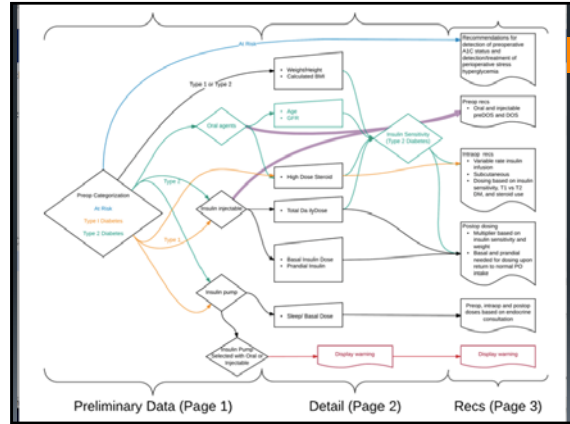 At Risk
Type 1 or Type 2
Weight/Height
Calculated BMI
Recommendations for
detection of preoperative
A1C status and
detection/treatment of
perioperative stress
hyperglycemia
Oral agents
Age
GFR
Insulin Sensitivity
(Type 2 Diabetes)
Preop recs
Oral and injectable
preDOS and DOS
Type 2
High Dose Steroid
Intraop recs
Variable rate insulin
infusion
Subcutaneous
Dosing based on insulin
sensitivity, T1 vs T2
DM, and steroid use
Preop Categorization
At Risk
Type I Diabetes
Type 2 Diabetes
Insulin injectable
Total Daily Dose
Type 1
Basal Insulin Dose
Prandial Insulin
Postop dosing
Multiplier based on
insulin sensitivity and
weight
Basal and prandial
needed for dosing upon
return to normal PO
intake
Insulin pump
Sleep/ Basal Dose
Preop, intraop and postop
doses based on endocrine
consultation
Insulin Pump
Selected with Oral or
Injectable
Display warning
Display warning
Preliminary Data (Page 1)
Detail (Page 2)
Recs (Page 3)